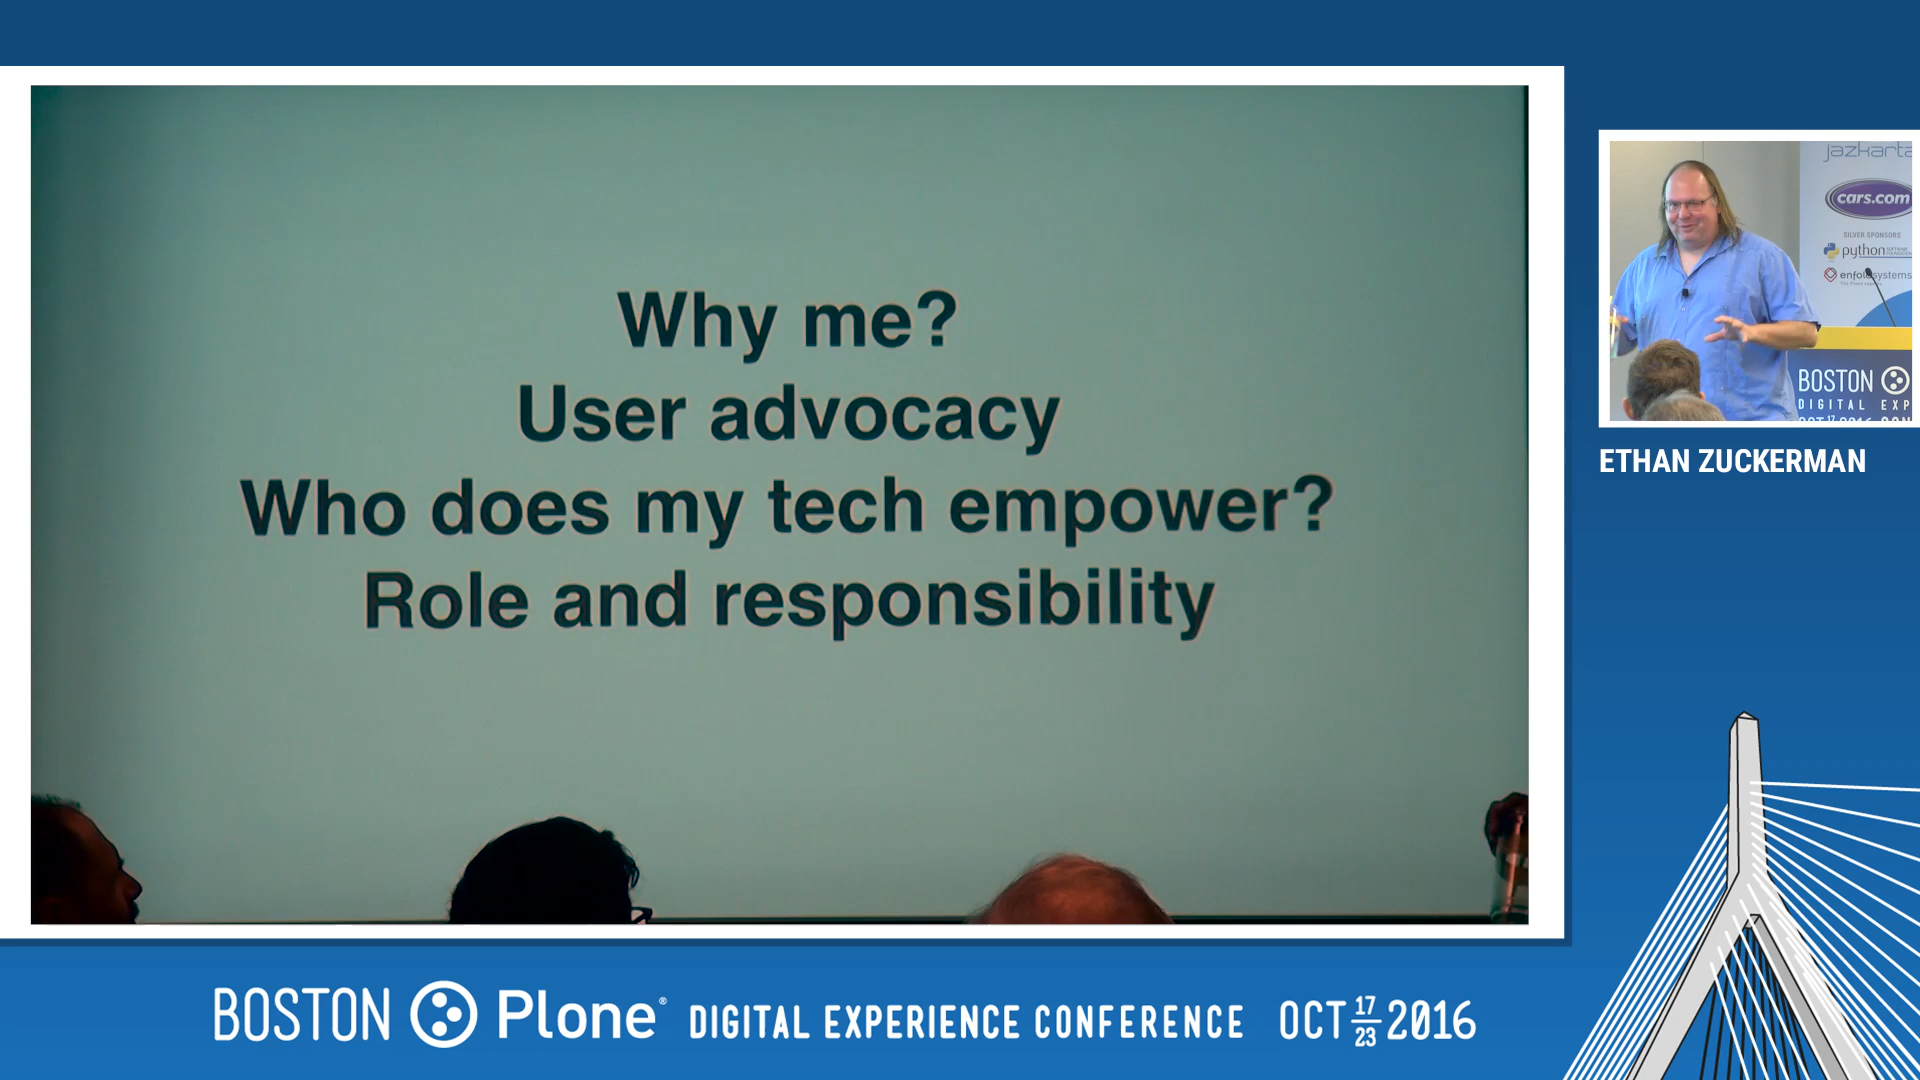 Why me?
User advocacy
Who does my tech empower?
Role and responsibility
jazkarta
cars.com
SILVER SPONSORS
python
enfoldsystems
BOSTON
DIGITAL EXP
ETHAN ZUCKERMAN
BOSTON Plone® DIGITAL EXPERIENCE CONFERENCE OCT 17 23 2016